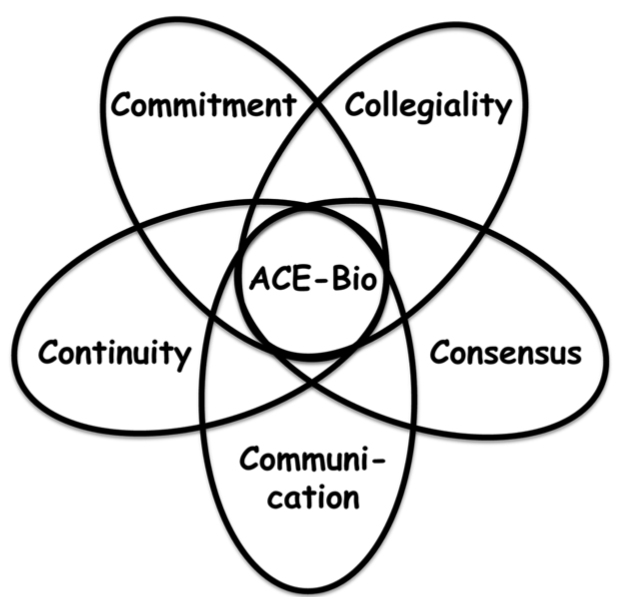 Commitment
Collegiality
ACE-Bio
Continuity
Consensus
Communi-
cation